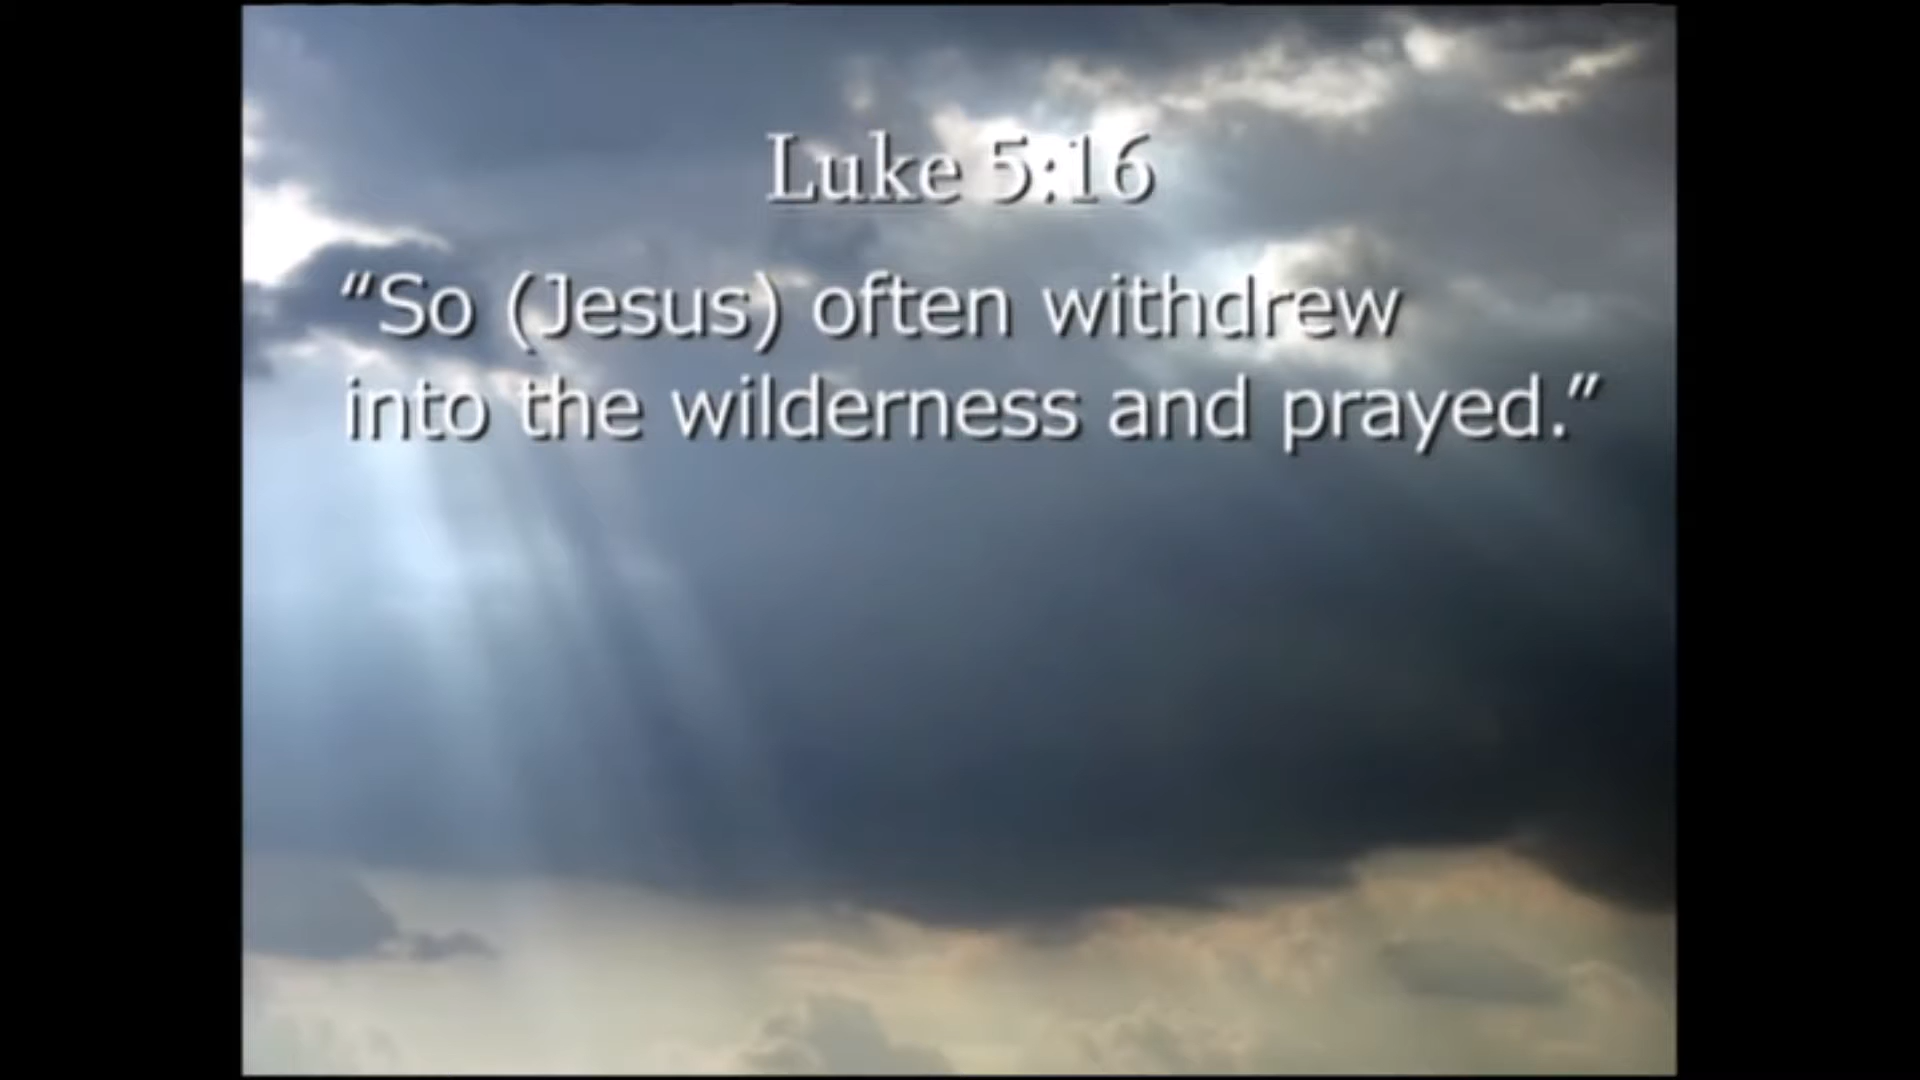 Luke 5:16
“So (Jesus) often withdrew
into the wilderness and prayed.”